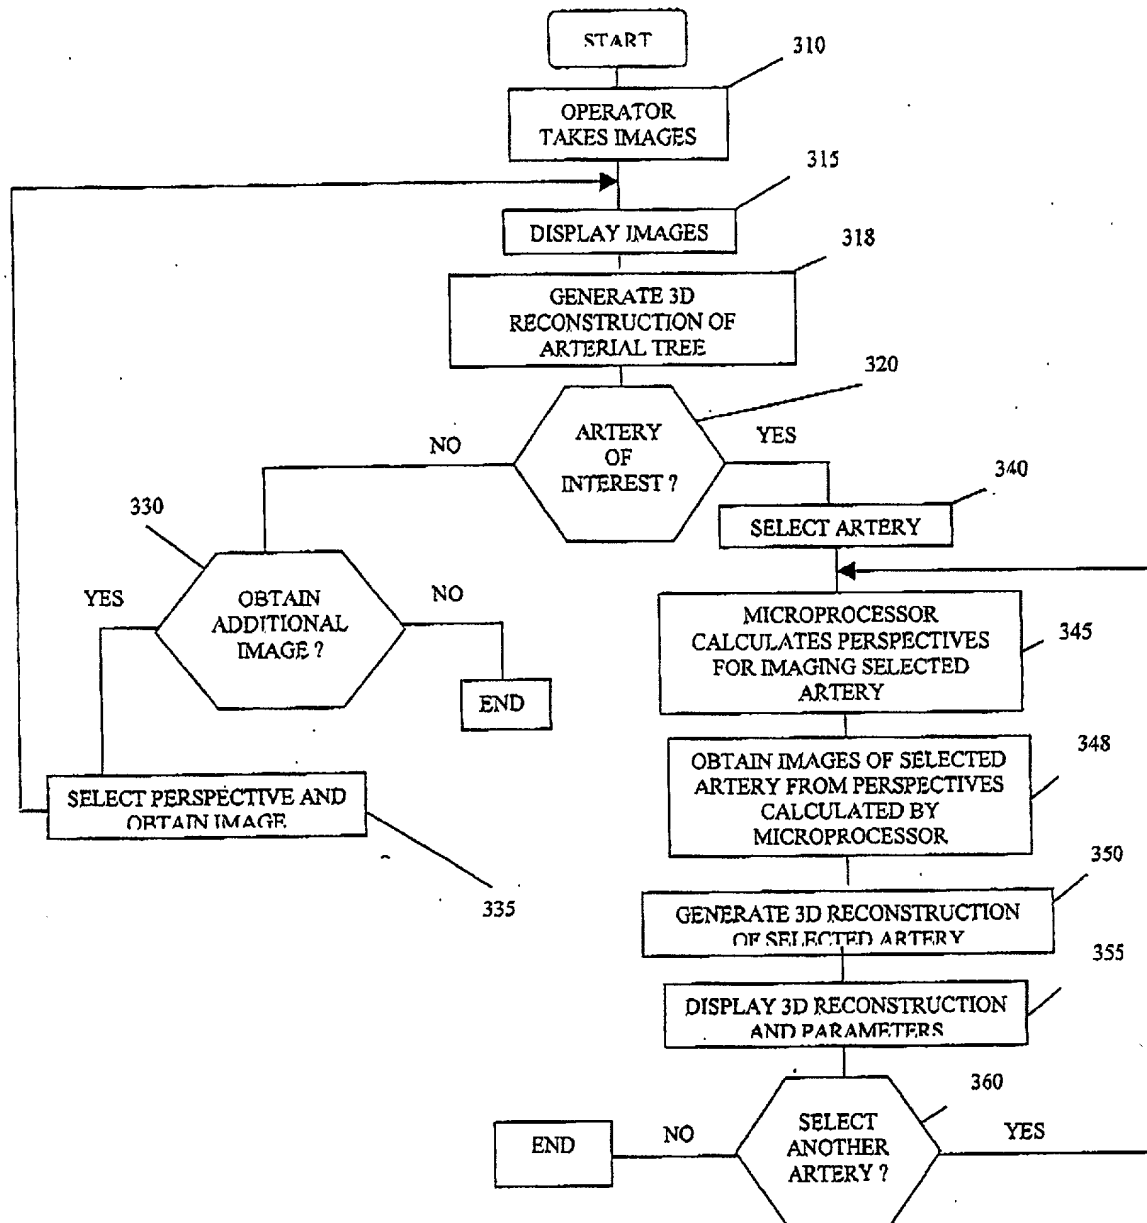 START
310
OPERATOR
TAKES IMAGES
315
DISPLAY IMAGES
318
GENERATE 3D
RECONSTRUCTION OF
ARTERIAL TREE
320
ARTERY
OF
INTEREST ?
NO
YES
340
SELECT ARTERY
330
OBTAIN
ADDITIONAL
IMAGE ?
YES
NO
END
SELECT PERSPECTIVE AND
OBTAIN IMAGE
335
MICROPROCESSOR
CALCULATES PERSPECTIVES
FOR IMAGING SELECTED
ARTERY
345
OBTAIN IMAGES OF SELECTED
ARTERY FROM PERSPECTIVES
CALCULATED BY
MICROPROCESSOR
348
GENERATE 3D RECONSTRUCTION
OF SELECTED ARTERY
350
DISPLAY 3D RECONSTRUCTION
AND PARAMETERS
355
360
SELECT
ANOTHER
ARTERY ?
NO
YES
END